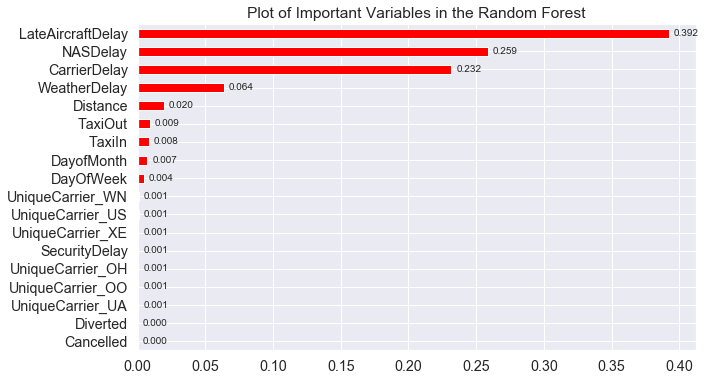 Plot of Important Variables in the Random Forest
LateAircraftDelay 0.392
NASDelay 0.259
CarrierDelay 0.232
WeatherDelay 0.064
Distance 0.020
TaxiOut 0.009
TaxiIn 0.008
DayofMonth 0.007
DayOfWeek 0.004
UniqueCarrier_WN 0.001
UniqueCarrier_US 0.001
UniqueCarrier_XE 0.001
SecurityDelay 0.001
UniqueCarrier_OH 0.001
UniqueCarrier_OO 0.001
UniqueCarrier_UA 0.001
Diverted 0.000
Cancelled 0.000
0.00 0.05 0.10 0.15 0.20 0.25 0.30 0.35 0.40